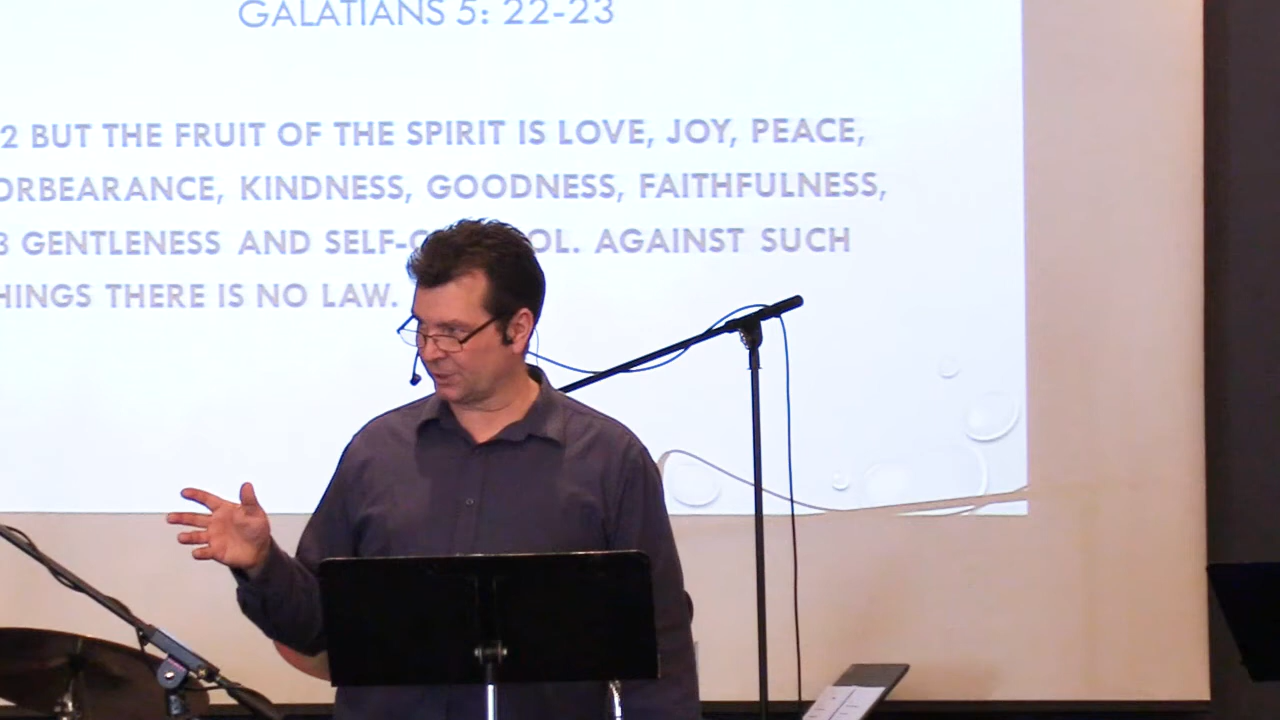 GALATIANS 5: 22-23
2 BUT THE FRUIT OF THE SPIRIT IS LOVE, JOY, PEACE,
ORBEARANCE, KINDNESS, GOODNESS, FAITHFULNESS,
3 GENTLENESS AND SELF-C OL. AGAINST SUCH
HINGS THERE IS NO LAW.